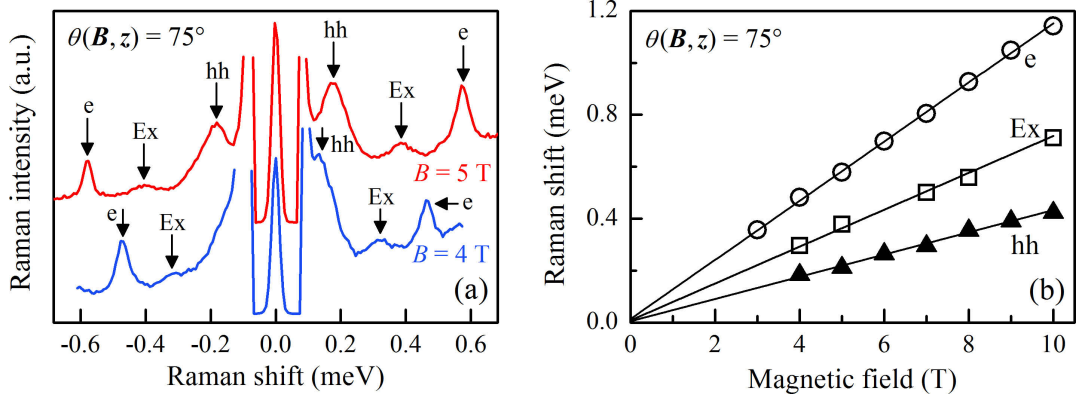 θ(B, z) = 75°
hh
e
Ex
hh
Ex
e
hh
B = 5 T
e
Ex
Ex
e
B = 4 T
(a)
Raman intensity (a.u.)
-0.6 -0.4 -0.2 0.0 0.2 0.4 0.6
Raman shift (meV)
θ(B, z) = 75°
e
Ex
hh
(b)
1.2
0.8
0.4
0.0
Raman shift (meV)
0 2 4 6 8 10
Magnetic field (T)